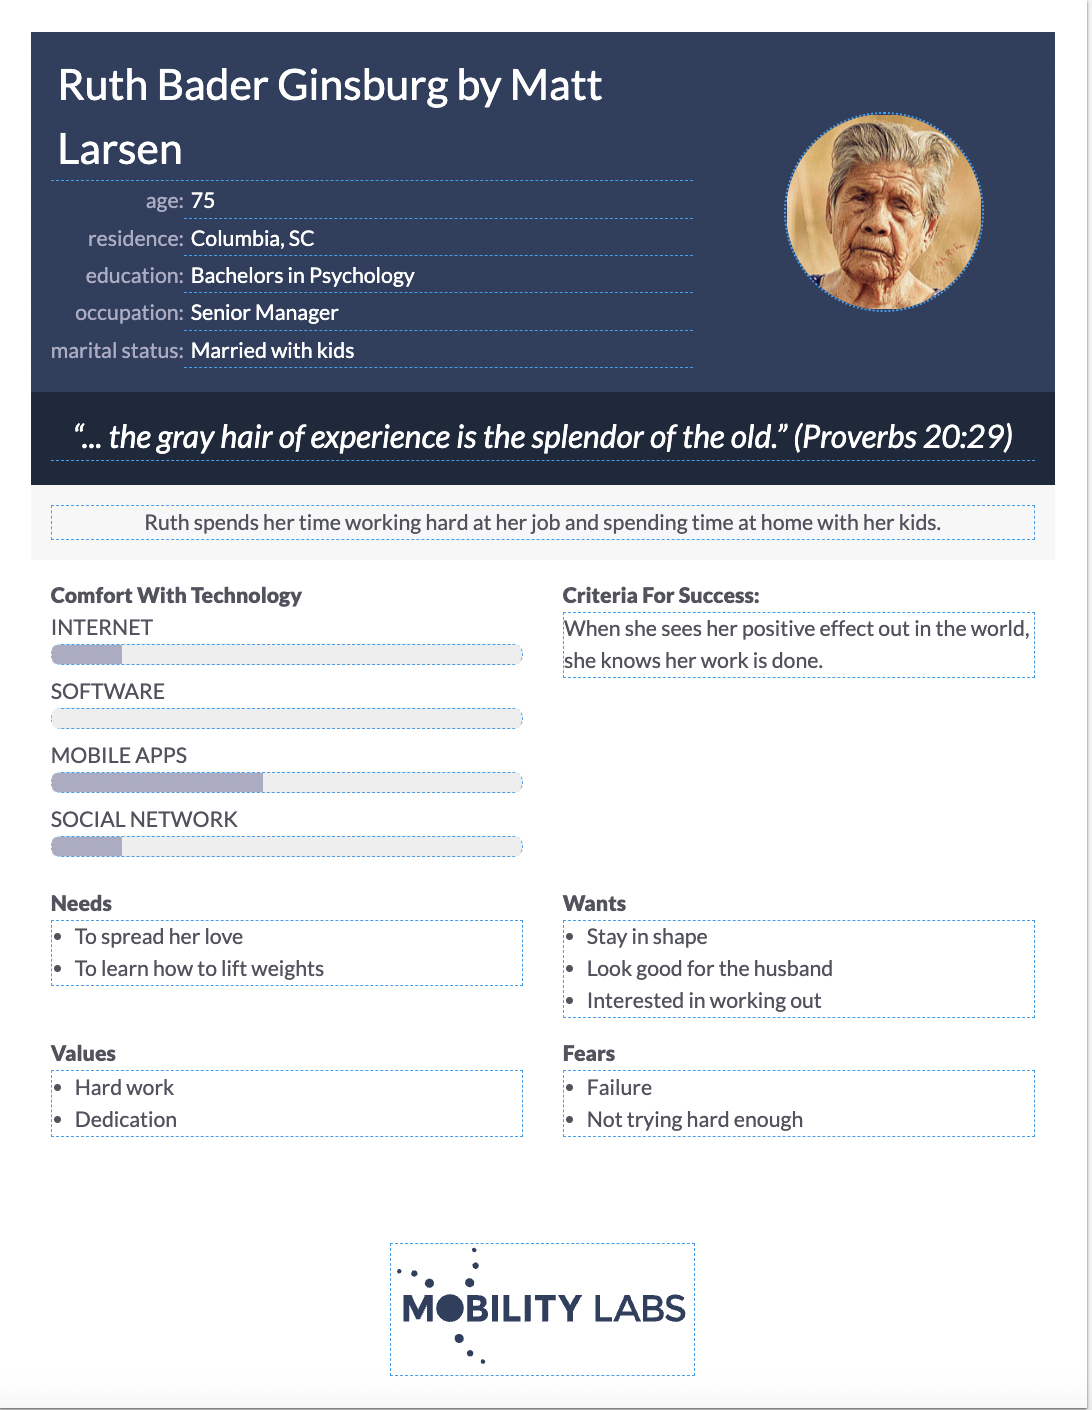 Ruth Bader Ginsburg by Matt
Larsen
age: 75
residence: Columbia, SC
education: Bachelors in Psychology
occupation: Senior Manager
marital status: Married with kids
“... the gray hair of experience is the splendor of the old.” (Proverbs 20:29)
Ruth spends her time working hard at her job and spending time at home with her kids.
Comfort With Technology
INTERNET
SOFTWARE
MOBILE APPS
SOCIAL NETWORK
Criteria For Success:
When she sees her positive effect out in the world,
she knows her work is done.
Needs
• To spread her love
• To learn how to lift weights
Wants
• Stay in shape
• Look good for the husband
• Interested in working out
Values
• Hard work
• Dedication
Fears
• Failure
• Not trying hard enough
MOBILITY LABS